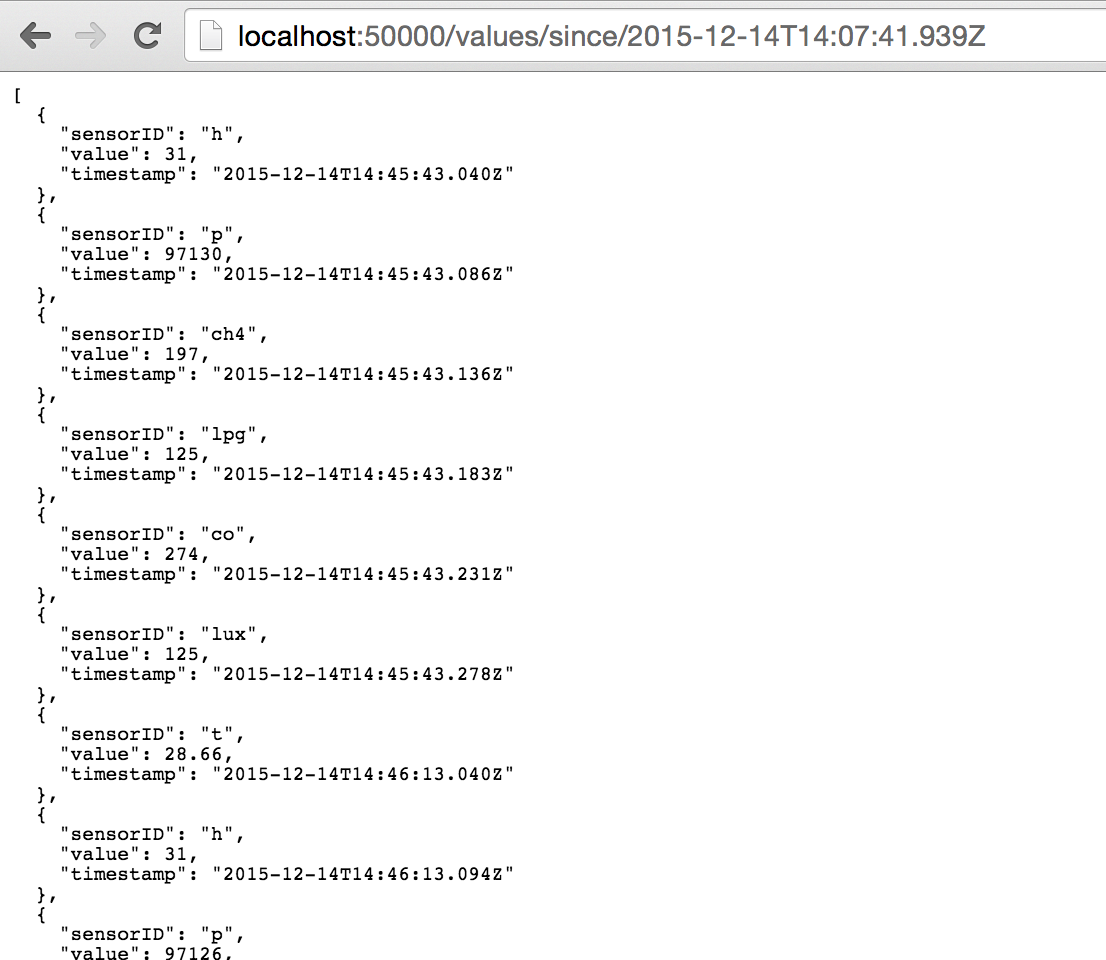 localhost:50000/values/since/2015-12-14T14:07:41.939Z
[
  {
    "sensorID": "h",
    "value": 31,
    "timestamp": "2015-12-14T14:45:43.040Z"
  },
  {
    "sensorID": "p",
    "value": 97130,
    "timestamp": "2015-12-14T14:45:43.086Z"
  },
  {
    "sensorID": "ch4",
    "value": 197,
    "timestamp": "2015-12-14T14:45:43.136Z"
  },
  {
    "sensorID": "lpg",
    "value": 125,
    "timestamp": "2015-12-14T14:45:43.183Z"
  },
  {
    "sensorID": "co",
    "value": 274,
    "timestamp": "2015-12-14T14:45:43.231Z"
  },
  {
    "sensorID": "lux",
    "value": 125,
    "timestamp": "2015-12-14T14:45:43.278Z"
  },
  {
    "sensorID": "t",
    "value": 28.66,
    "timestamp": "2015-12-14T14:46:13.040Z"
  },
  {
    "sensorID": "h",
    "value": 31,
    "timestamp": "2015-12-14T14:46:13.094Z"
  },
  {
    "sensorID": "p",
    "value": 97126,